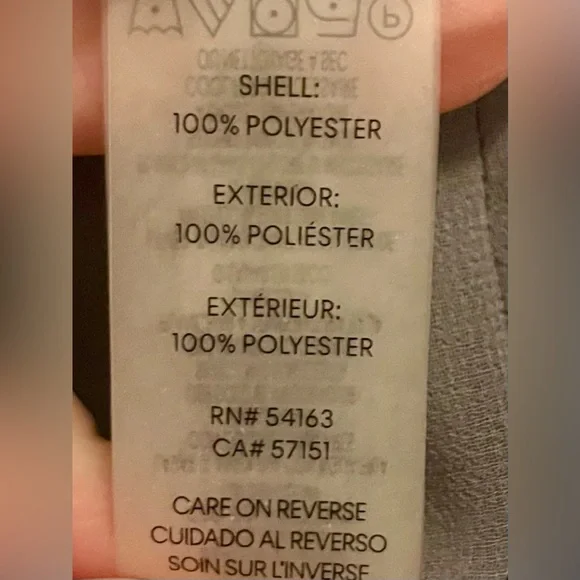 SHELL:
100% POLYESTER
EXTERIOR:
100% POLIÉSTER
EXTÉRIEUR:
100% POLYESTER
RN# 54163
CA# 57151
CARE ON REVERSE
CUIDADO AL REVERSO
SOIN SUR L'INVERSE